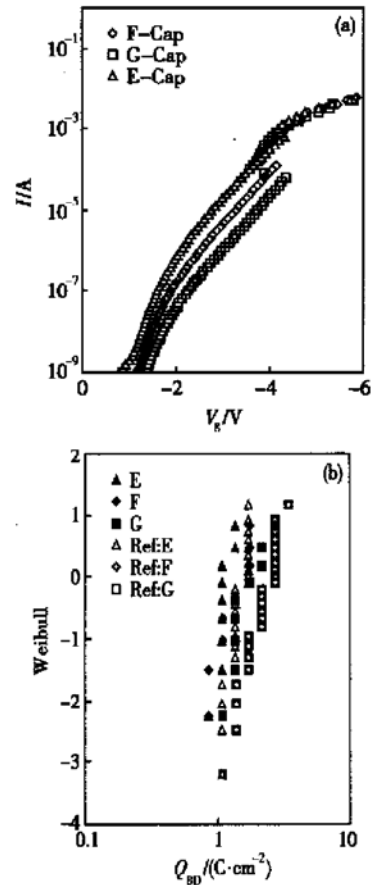 (a)
F-Cap
G-Cap
E-Cap
10⁻¹
10⁻³
10⁻⁵
10⁻⁷
10⁻⁹
I/A
0 −2 −4 −6
V_g/V
(b)
E
F
G
Ref:E
Ref:F
Ref:G
2
1
0
−1
−2
−3
−4
Weibull
0.1 1 10
Q_BD/(C·cm⁻²)